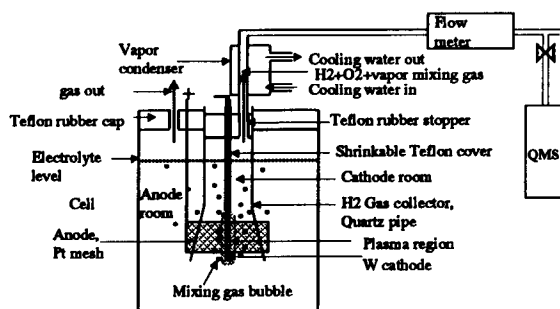 Flow
meter
Vapor
condenser
Cooling water out
H2+O2+vapor mixing gas
Cooling water in
gas out
+
-
Teflon rubber cap
Teflon rubber stopper
Electrolyte
level
Shrinkable Teflon cover
QMS
Cathode room
Cell
Anode
room
H2 Gas collector,
Quartz pipe
Anode,
Pt mesh
Plasma region
W cathode
Mixing gas bubble